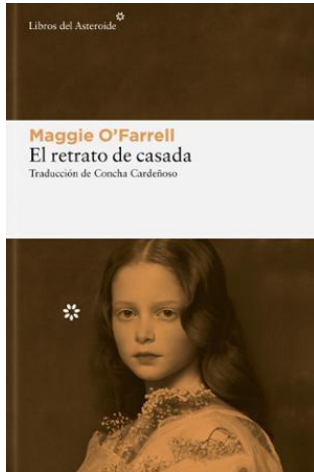 Libros del Asteroide
Maggie O’Farrell
El retrato de casada
Traducción de Concha Cardeñoso